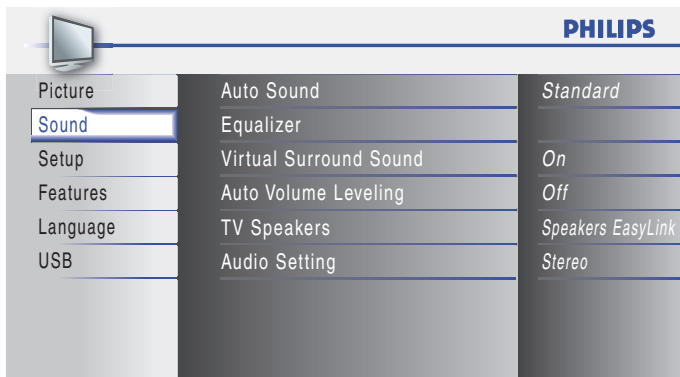 PHILIPS
Picture Auto Sound Standard
Sound Equalizer
Setup Virtual Surround Sound On
Features Auto Volume Leveling Off
Language TV Speakers Speakers EasyLink
USB Audio Setting Stereo